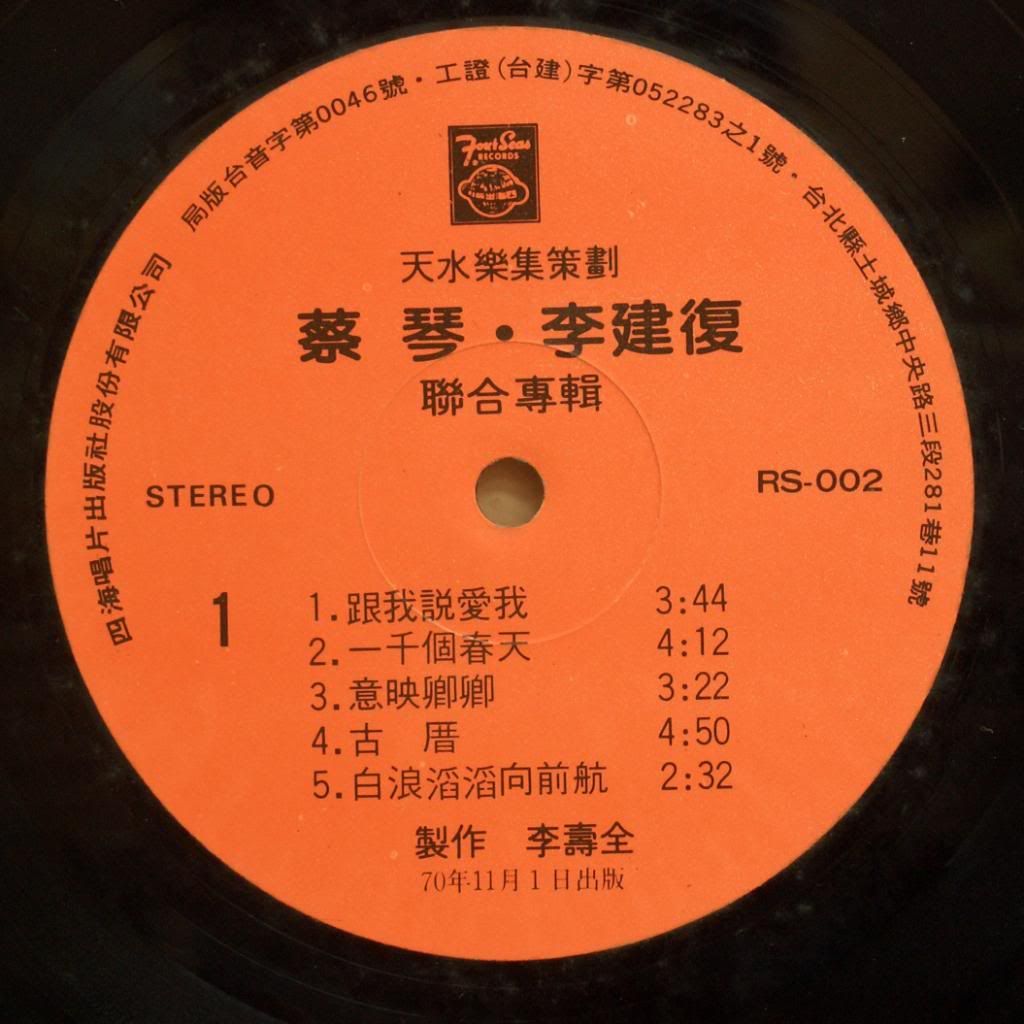 四海唱片出版社股份有限公司 局版台音字第0046號・工證(台建)字第052283之1號・台北縣土城鄉中央路三段281巷11號
Four Seas
RECORDS
天水樂集策劃
蔡 琴・李建復
聯合專輯
STEREO
RS-002
1
1.跟我説愛我 3:44
2.一千個春天 4:12
3.意映卿卿 3:22
4.古 厝 4:50
5.白浪滔滔向前航 2:32
製作 李壽全
70年11月1日出版